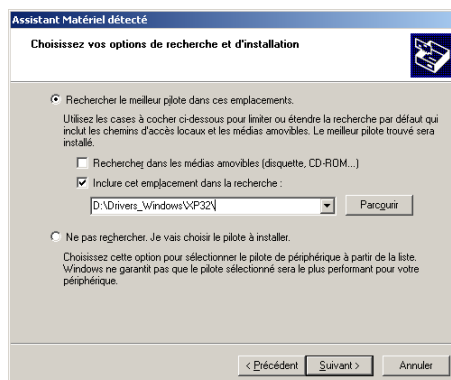 Assistant Matériel détecté
Choisissez vos options de recherche et d'installation
Rechercher le meilleur pilote dans ces emplacements.
Utilisez les cases à cocher ci-dessous pour limiter ou étendre la recherche par défaut qui
inclut les chemins d'accès locaux et les médias amovibles. Le meilleur pilote trouvé sera
installé.
Rechercher dans les médias amovibles (disquette, CD-ROM...)
Inclure cet emplacement dans la recherche :
D:\Drivers_Windows\XP32\
Parcourir
Ne pas rechercher. Je vais choisir le pilote à installer.
Choisissez cette option pour sélectionner le pilote de périphérique à partir de la liste.
Windows ne garantit pas que le pilote sélectionné sera le plus performant pour votre
périphérique.
< Précédent Suivant > Annuler